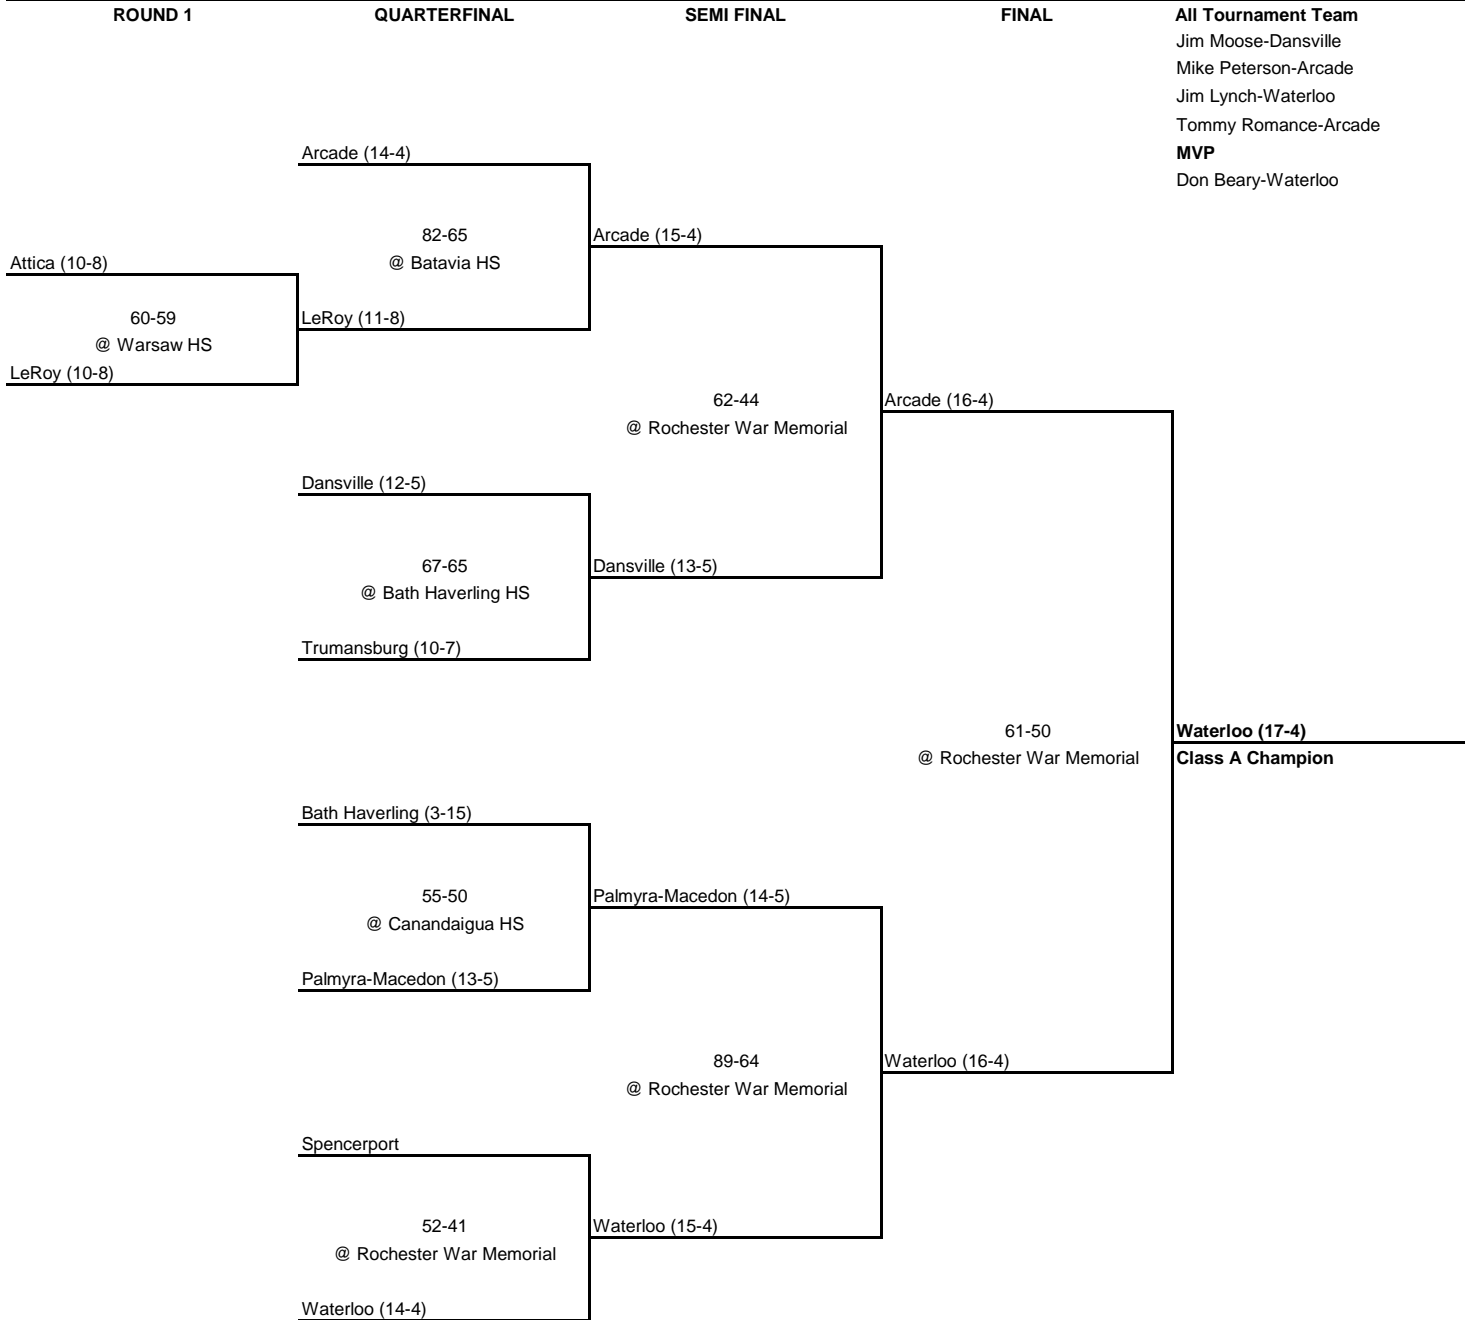 ROUND 1 QUARTERFINAL SEMI FINAL FINAL All Tournament Team
Jim Moose-Dansville
Mike Peterson-Arcade
Jim Lynch-Waterloo
Tommy Romance-Arcade
Arcade (14-4) MVP
Don Beary-Waterloo
82-65 Arcade (15-4)
Attica (10-8) @ Batavia HS
60-59 LeRoy (11-8)
@ Warsaw HS
LeRoy (10-8)
62-44 Arcade (16-4)
@ Rochester War Memorial
Dansville (12-5)
67-65 Dansville (13-5)
@ Bath Haverling HS
Trumansburg (10-7)
61-50 Waterloo (17-4)
@ Rochester War Memorial Class A Champion
Bath Haverling (3-15)
55-50 Palmyra-Macedon (14-5)
@ Canandaigua HS
Palmyra-Macedon (13-5)
89-64 Waterloo (16-4)
@ Rochester War Memorial
Spencerport
52-41 Waterloo (15-4)
@ Rochester War Memorial
Waterloo (14-4)